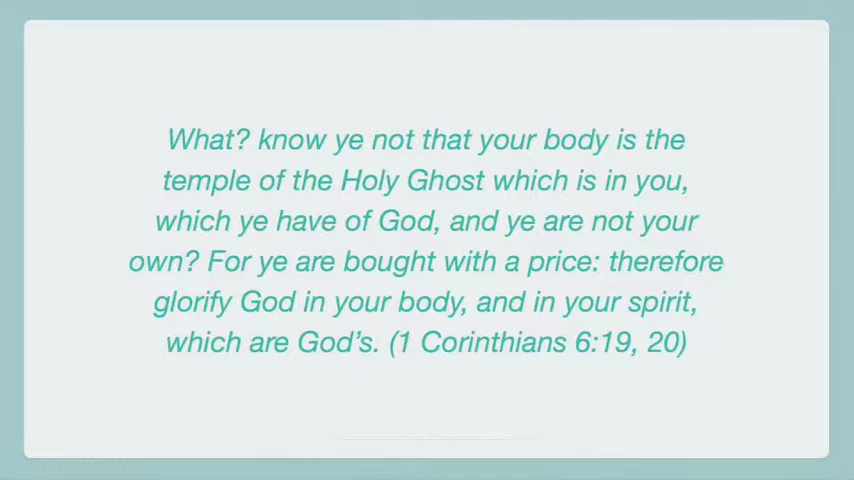 What? know ye not that your body is the
temple of the Holy Ghost which is in you,
which ye have of God, and ye are not your
own? For ye are bought with a price: therefore
glorify God in your body, and in your spirit,
which are God’s. (1 Corinthians 6:19, 20)